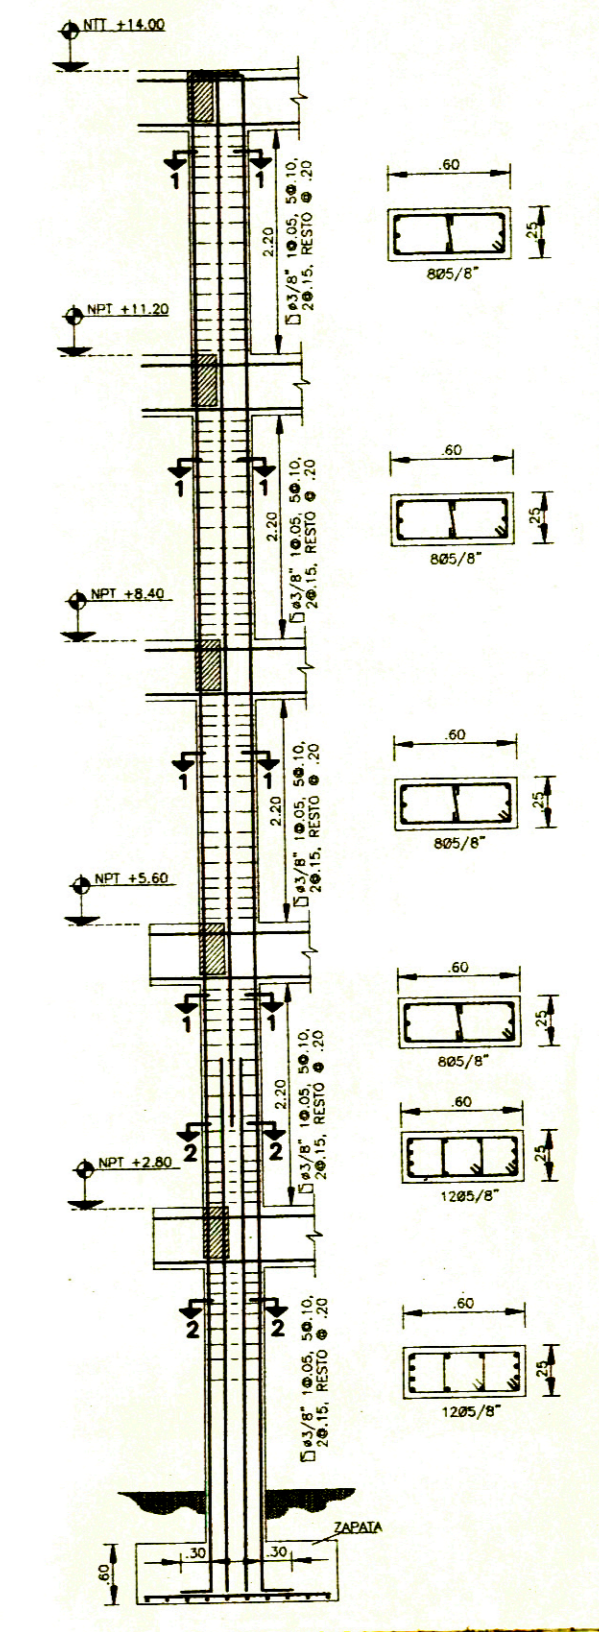 NTT +14.00
1 1
2.20
ø3/8" 1@.05, 5@.10,
2@.15, RESTO @ .20
.60
.25
8Ø5/8"
NPT +11.20
1 1
2.20
ø3/8" 1@.05, 5@.10,
2@.15, RESTO @ .20
.60
.25
8Ø5/8"
NPT +8.40
1 1
2.20
ø3/8" 1@.05, 5@.10,
2@.15, RESTO @ .20
.60
.25
8Ø5/8"
NPT +5.60
1 1
2.20
ø3/8" 1@.05, 5@.10,
2@.15, RESTO @ .20
.60
.25
8Ø5/8"
2 2
.60
.25
12Ø5/8"
NPT +2.80
2 2
ø3/8" 1@.05, 5@.10,
2@.15, RESTO @ .20
.60
.25
12Ø5/8"
ZAPATA
.30 .30
.60